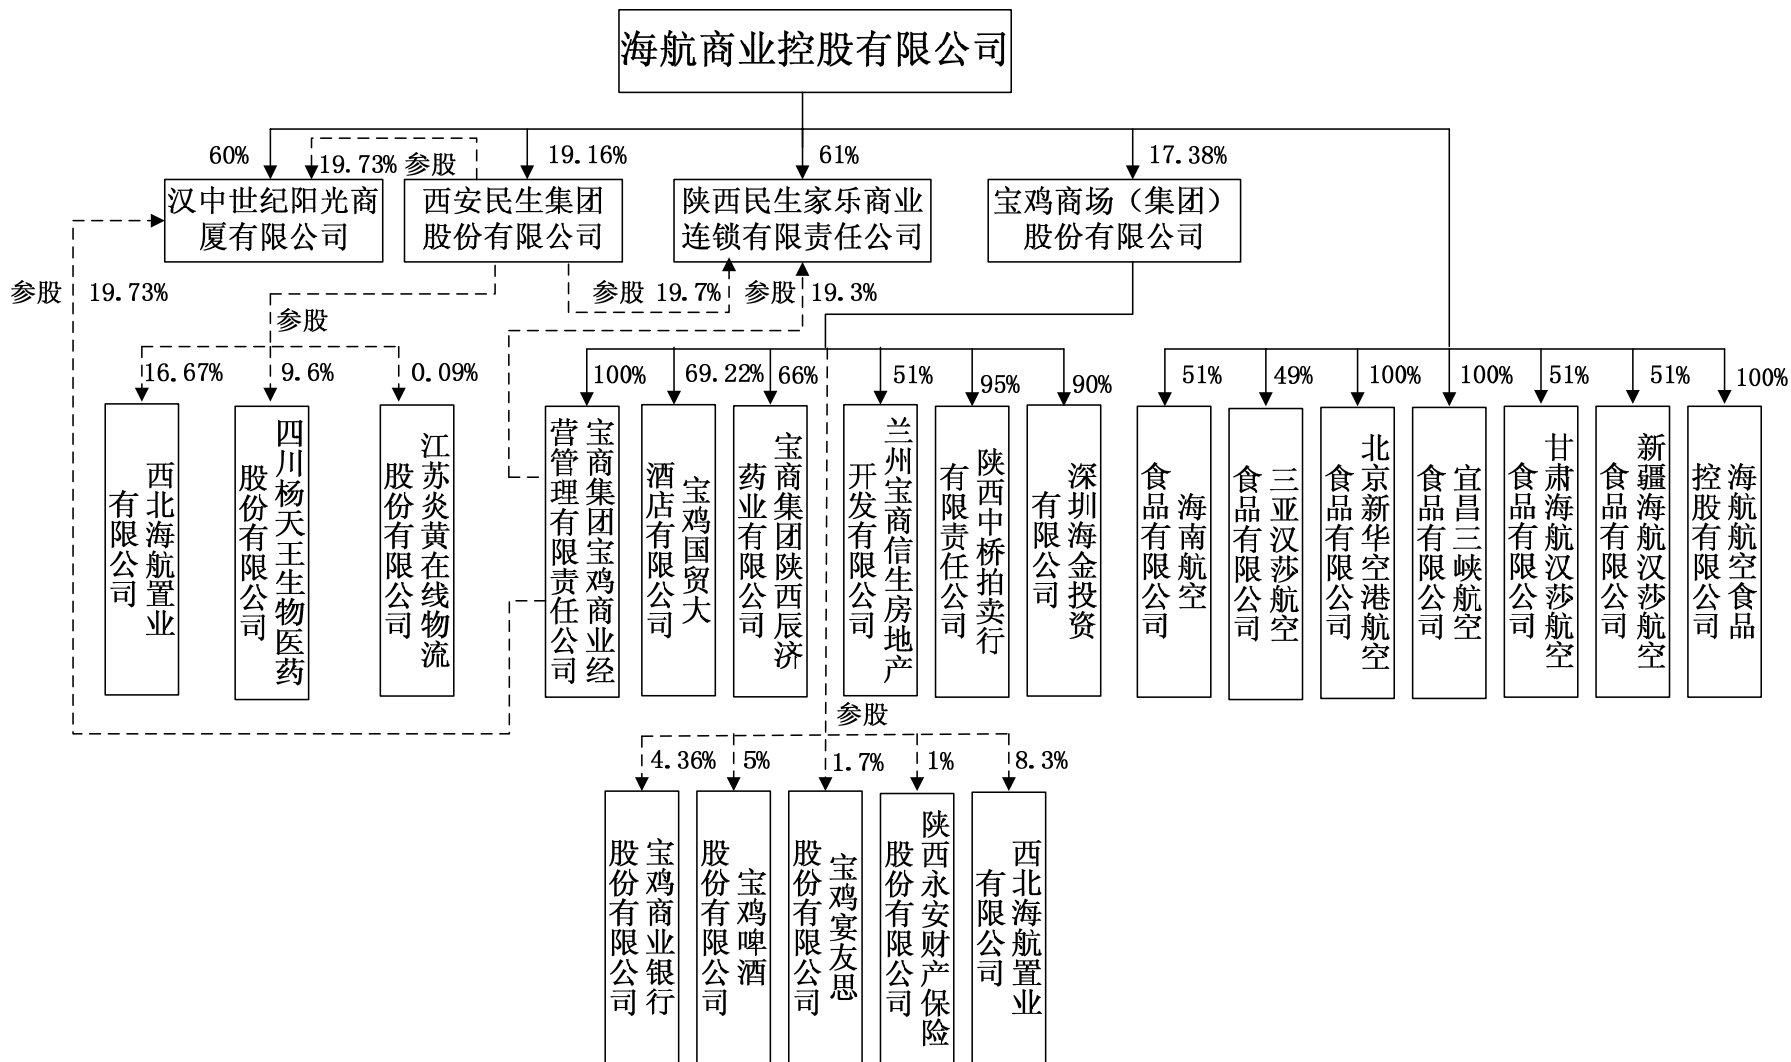 海航商业控股有限公司
60%
19.73% 参股
19.16%
61%
17.38%
汉中世纪阳光商
厦有限公司
西安民生集团
股份有限公司
陕西民生家乐商业
连锁有限责任公司
宝鸡商场（集团）
股份有限公司
参股 19.73%
参股 19.7%
参股 19.3%
参股
16.67%
9.6%
0.09%
100%
69.22%
66%
51%
95%
90%
51%
49%
100%
100%
51%
51%
100%
西北海航置业
有限公司
四川杨天王生物医药
股份有限公司
江苏炎黄在线物流
股份有限公司
宝商集团宝鸡商业经
营管理有限责任公司
宝鸡国贸大
酒店有限公司
宝商集团陕西辰济
药业有限公司
兰州宝商信生房地产
开发有限公司
陕西中桥拍卖行
有限责任公司
深圳海金投资
有限公司
海南航空
食品有限公司
三亚汉莎航空
食品有限公司
北京新华空港航空
食品有限公司
宜昌三峡航空
食品有限公司
甘肃海航汉莎航空
食品有限公司
新疆海航汉莎航空
食品有限公司
海航航空食品
控股有限公司
参股
4.36%
5%
1.7%
1%
8.3%
宝鸡商业银行
股份有限公司
宝鸡啤酒
股份有限公司
宝鸡宴友思
股份有限公司
陕西永安财产保险
股份有限公司
西北海航置业
有限公司